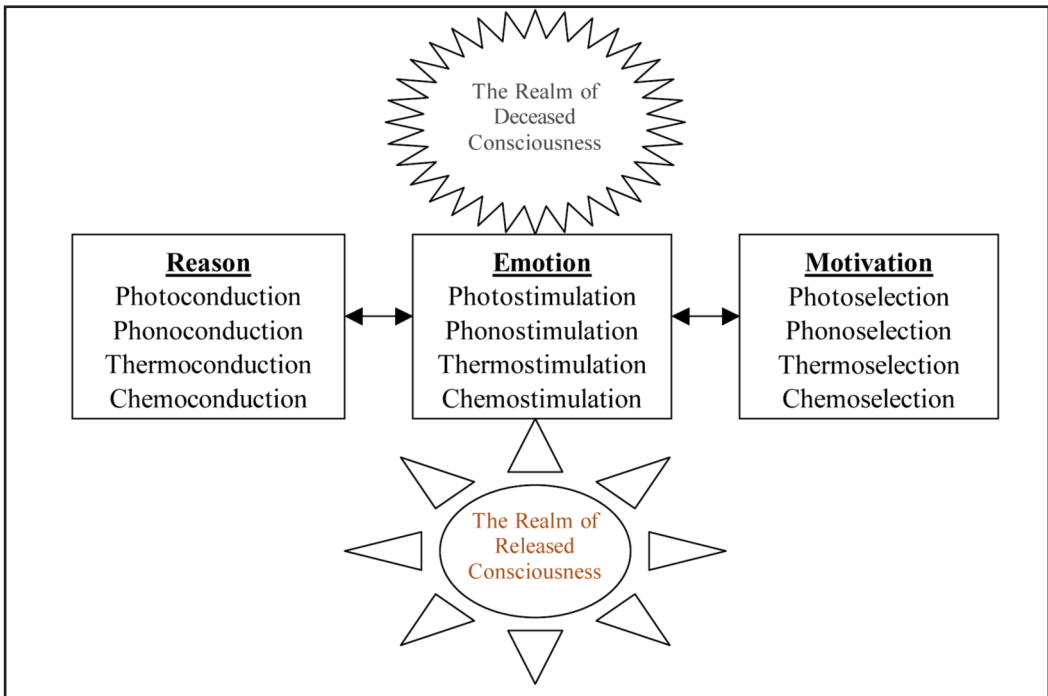 The Realm of
Deceased
Consciousness
Reason
Photoconduction
Phonoconduction
Thermoconduction
Chemoconduction
Emotion
Photostimulation
Phonostimulation
Thermostimulation
Chemostimulation
Motivation
Photoselection
Phonoselection
Thermoselection
Chemoselection
The Realm of
Released
Consciousness